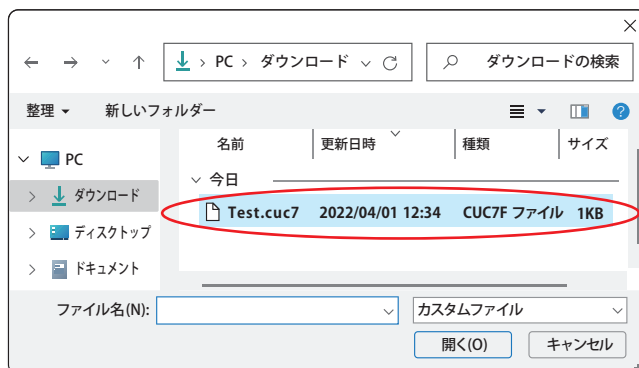 PC > ダウンロード
ダウンロードの検索
整理
新しいフォルダー
名前 更新日時 種類 サイズ
PC
今日
ダウンロード
Test.cuc7 2022/04/01 12:34 CUC7F ファイル 1KB
ディスクトップ
ドキュメント
ファイル名(N):
カスタムファイル
開く(O) キャンセル